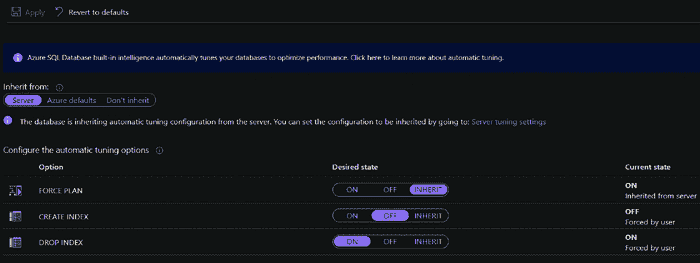 Apply Revert to defaults
Azure SQL Database built-in intelligence automatically tunes your databases to optimize performance. Click here to learn more about automatic tuning.
Inherit from:
Server Azure defaults Don't inherit
The database is inheriting automatic tuning configuration from the server. You can set the configuration to be inherited by going to: Server tuning settings
Configure the automatic tuning options
Option Desired state Current state
FORCE PLAN ON OFF INHERIT ON
Inherited from server
CREATE INDEX ON OFF INHERIT OFF
Forced by user
DROP INDEX ON OFF INHERIT ON
Forced by user